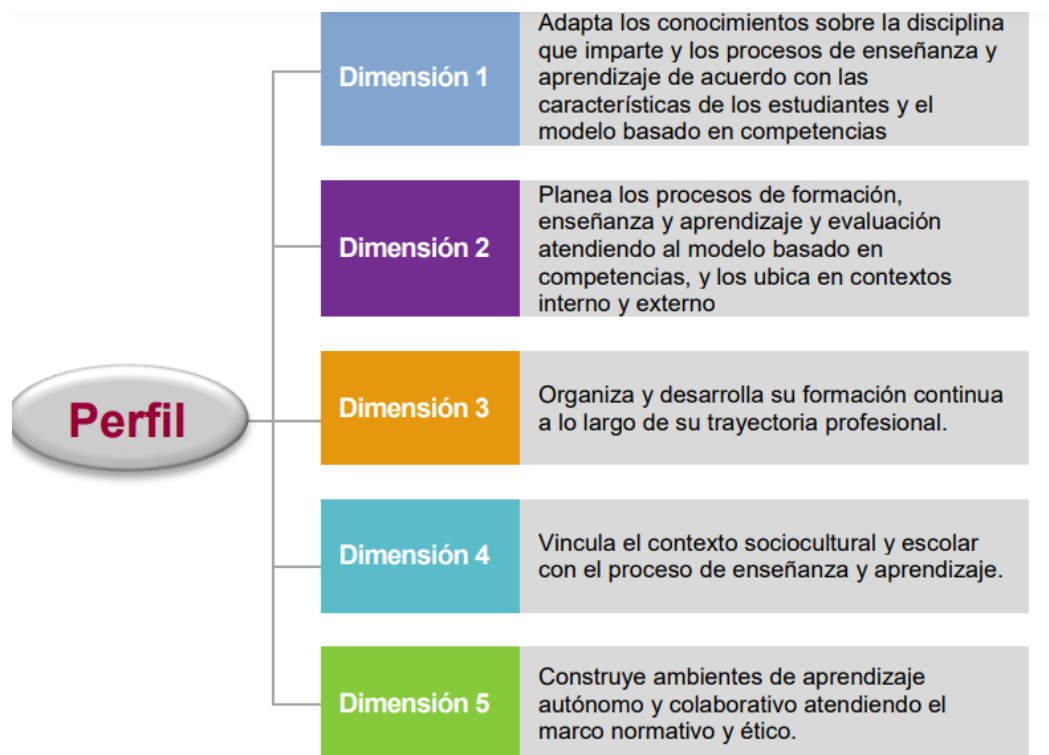 Perfil
Dimensión 1
Adapta los conocimientos sobre la disciplina
que imparte y los procesos de enseñanza y
aprendizaje de acuerdo con las
características de los estudiantes y el
modelo basado en competencias
Dimensión 2
Planea los procesos de formación,
enseñanza y aprendizaje y evaluación
atendiendo al modelo basado en
competencias, y los ubica en contextos
interno y externo
Dimensión 3
Organiza y desarrolla su formación continua
a lo largo de su trayectoria profesional.
Dimensión 4
Vincula el contexto sociocultural y escolar
con el proceso de enseñanza y aprendizaje.
Dimensión 5
Construye ambientes de aprendizaje
autónomo y colaborativo atendiendo el
marco normativo y ético.